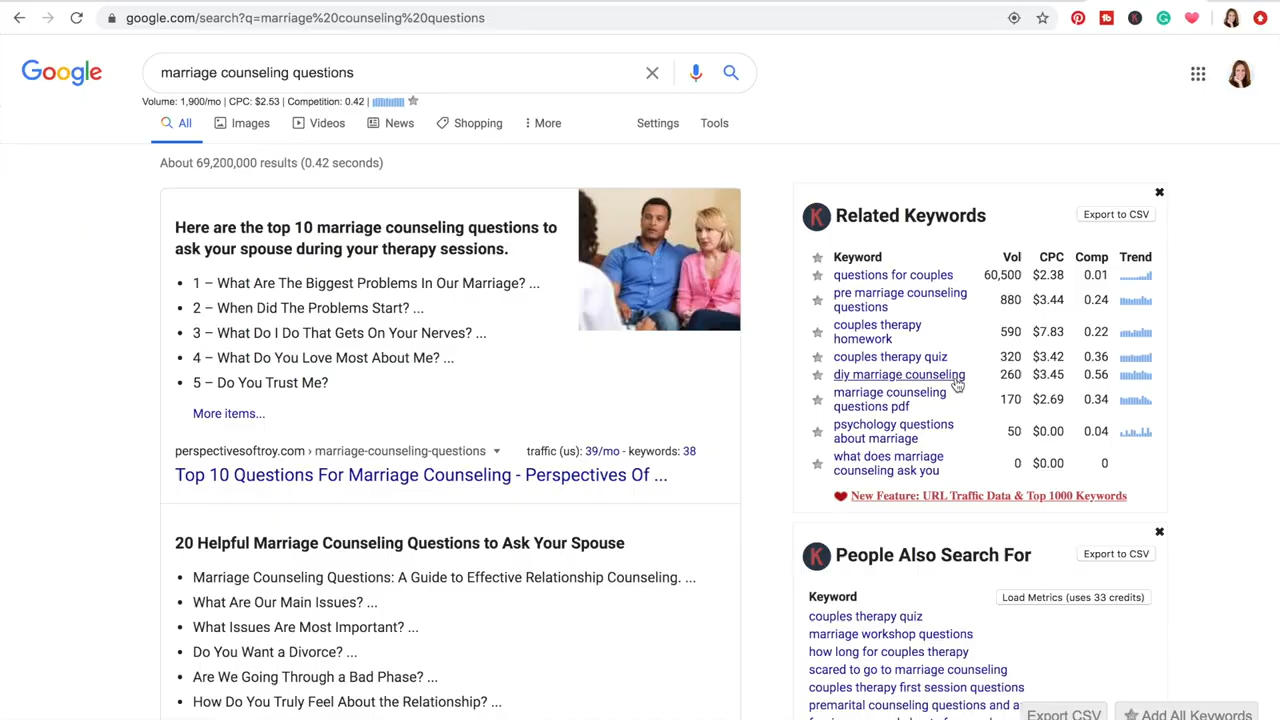 google.com/search?q=marriage%20counseling%20questions
Google
marriage counseling questions
Volume: 1,900/mo | CPC: $2.53 | Competition: 0.42 |
All Images Videos News Shopping More Settings Tools
About 69,200,000 results (0.42 seconds)
Here are the top 10 marriage counseling questions to
ask your spouse during your therapy sessions.
• 1 – What Are The Biggest Problems In Our Marriage? ...
• 2 – When Did The Problems Start? ...
• 3 – What Do I Do That Gets On Your Nerves? ...
• 4 – What Do You Love Most About Me? ...
• 5 – Do You Trust Me?
More items...
perspectivesoftroy.com › marriage-counseling-questions traffic (us): 39/mo - keywords: 38
Top 10 Questions For Marriage Counseling - Perspectives Of ...
20 Helpful Marriage Counseling Questions to Ask Your Spouse
• Marriage Counseling Questions: A Guide to Effective Relationship Counseling. ...
• What Are Our Main Issues? ...
• What Issues Are Most Important? ...
• Do You Want a Divorce? ...
• Are We Going Through a Bad Phase? ...
• How Do You Truly Feel About the Relationship? ...
K Related Keywords Export to CSV
Keyword Vol CPC Comp Trend
questions for couples 60,500 $2.38 0.01
pre marriage counseling
questions 880 $3.44 0.24
couples therapy
homework 590 $7.83 0.22
couples therapy quiz 320 $3.42 0.36
diy marriage counseling 260 $3.45 0.56
marriage counseling
questions pdf 170 $2.69 0.34
psychology questions
about marriage 50 $0.00 0.04
what does marriage
counseling ask you 0 $0.00 0
New Feature: URL Traffic Data & Top 1000 Keywords
K People Also Search For Export to CSV
Keyword Load Metrics (uses 33 credits)
couples therapy quiz
marriage workshop questions
how long for couples therapy
scared to go to marriage counseling
couples therapy first session questions
premarital counseling questions and a
Export CSV Add All Keywords